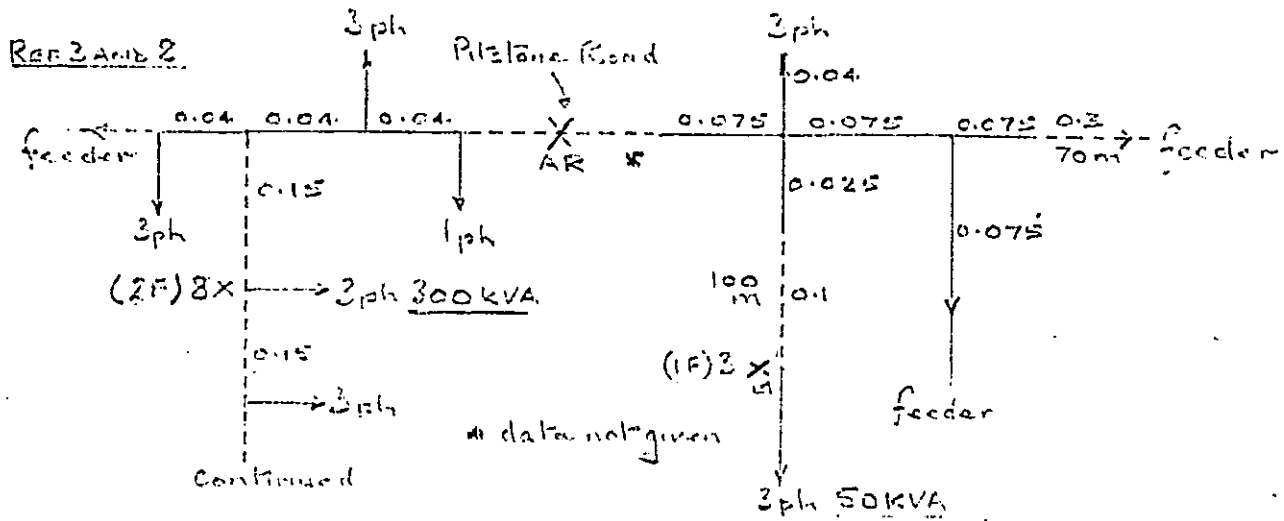 REF 3 AND 2
3ph
Road
3ph
0.04
0.04 0.04 0.04
0.075 0.075 0.075 0.3
feeder
AR *
70m feeder
0.15
0.025
3ph
1ph
0.075
(2F) 8X
3ph 300KVA
100
m
0.1
0.15
(1F) 3 X
3ph
feeder
* data not given
Continued
3ph 50KVA